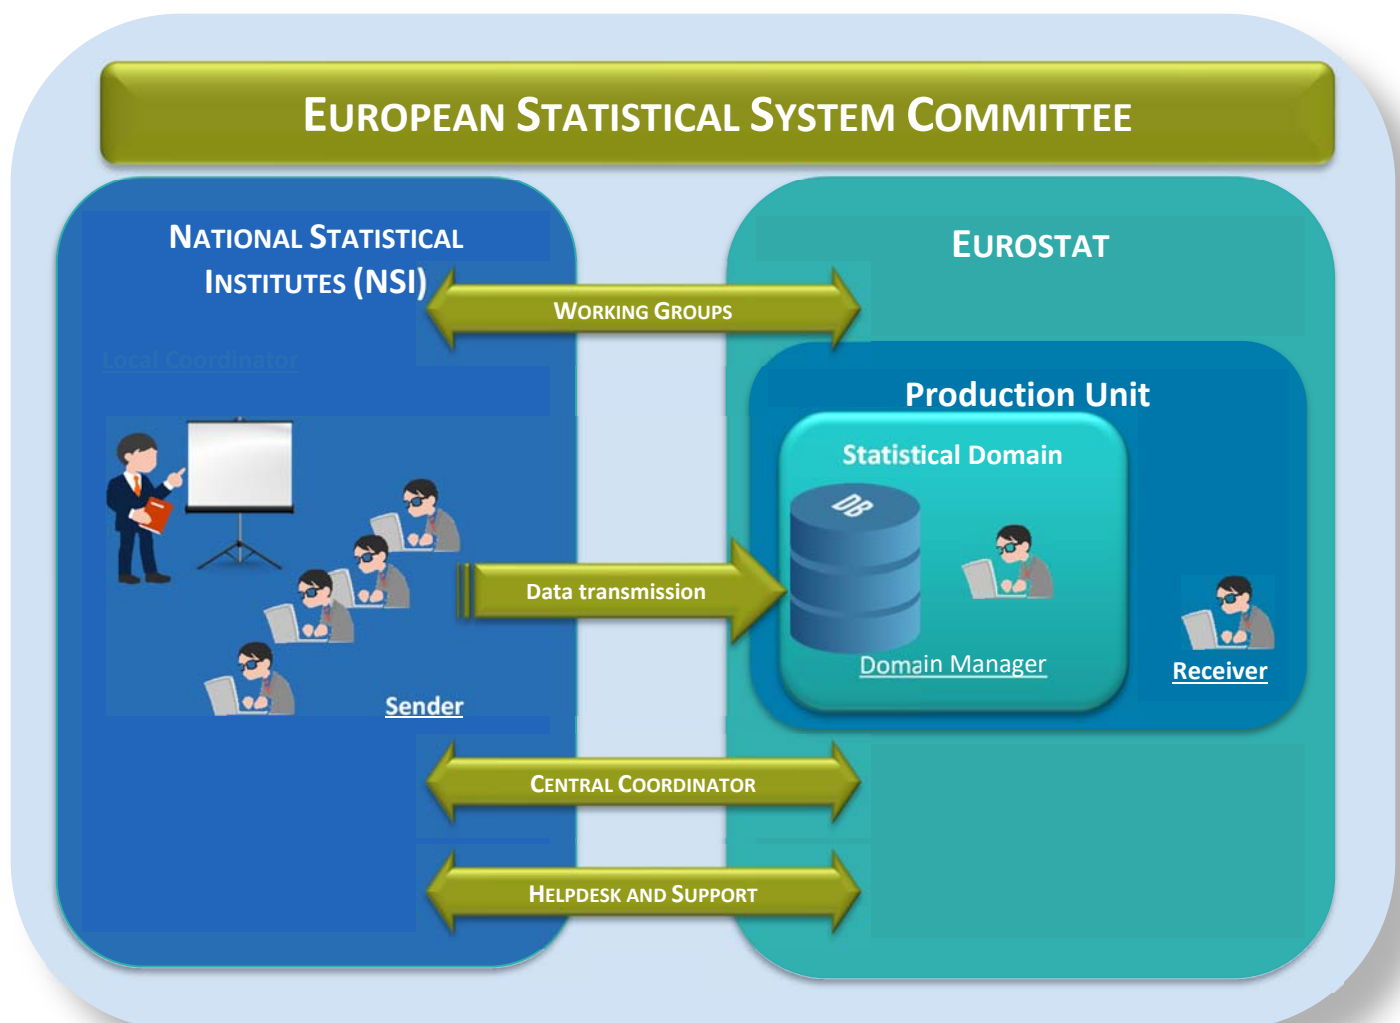 EUROPEAN STATISTICAL SYSTEM COMMITTEE
NATIONAL STATISTICAL
INSTITUTES (NSI)
EUROSTAT
WORKING GROUPS
Local Coordinator
Production Unit
Statistical Domain
DB
Data transmission
Domain Manager
Receiver
Sender
CENTRAL COORDINATOR
HELPDESK AND SUPPORT